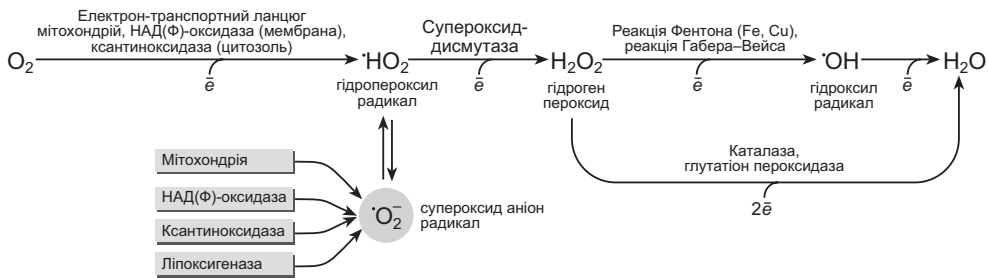 Електрон-транспортний ланцюг
мітохондрій, НАД(Ф)-оксидаза (мембрана),
ксантиноксидаза (цитозоль)
Супероксид-
дисмутаза
Реакція Фентона (Fe, Cu),
реакція Габера–Вейса
O₂
ē
˙HO₂
ē
H₂O₂
ē
˙OH
ē
H₂O
гідропероксил
радикал
гідроген
пероксид
гідроксил
радикал
Каталаза,
глутатіон пероксидаза
2ē
Мітохондрія
НАД(Ф)-оксидаза
Ксантиноксидаза
Ліпоксигеназа
˙O₂⁻
супероксид аніон
радикал